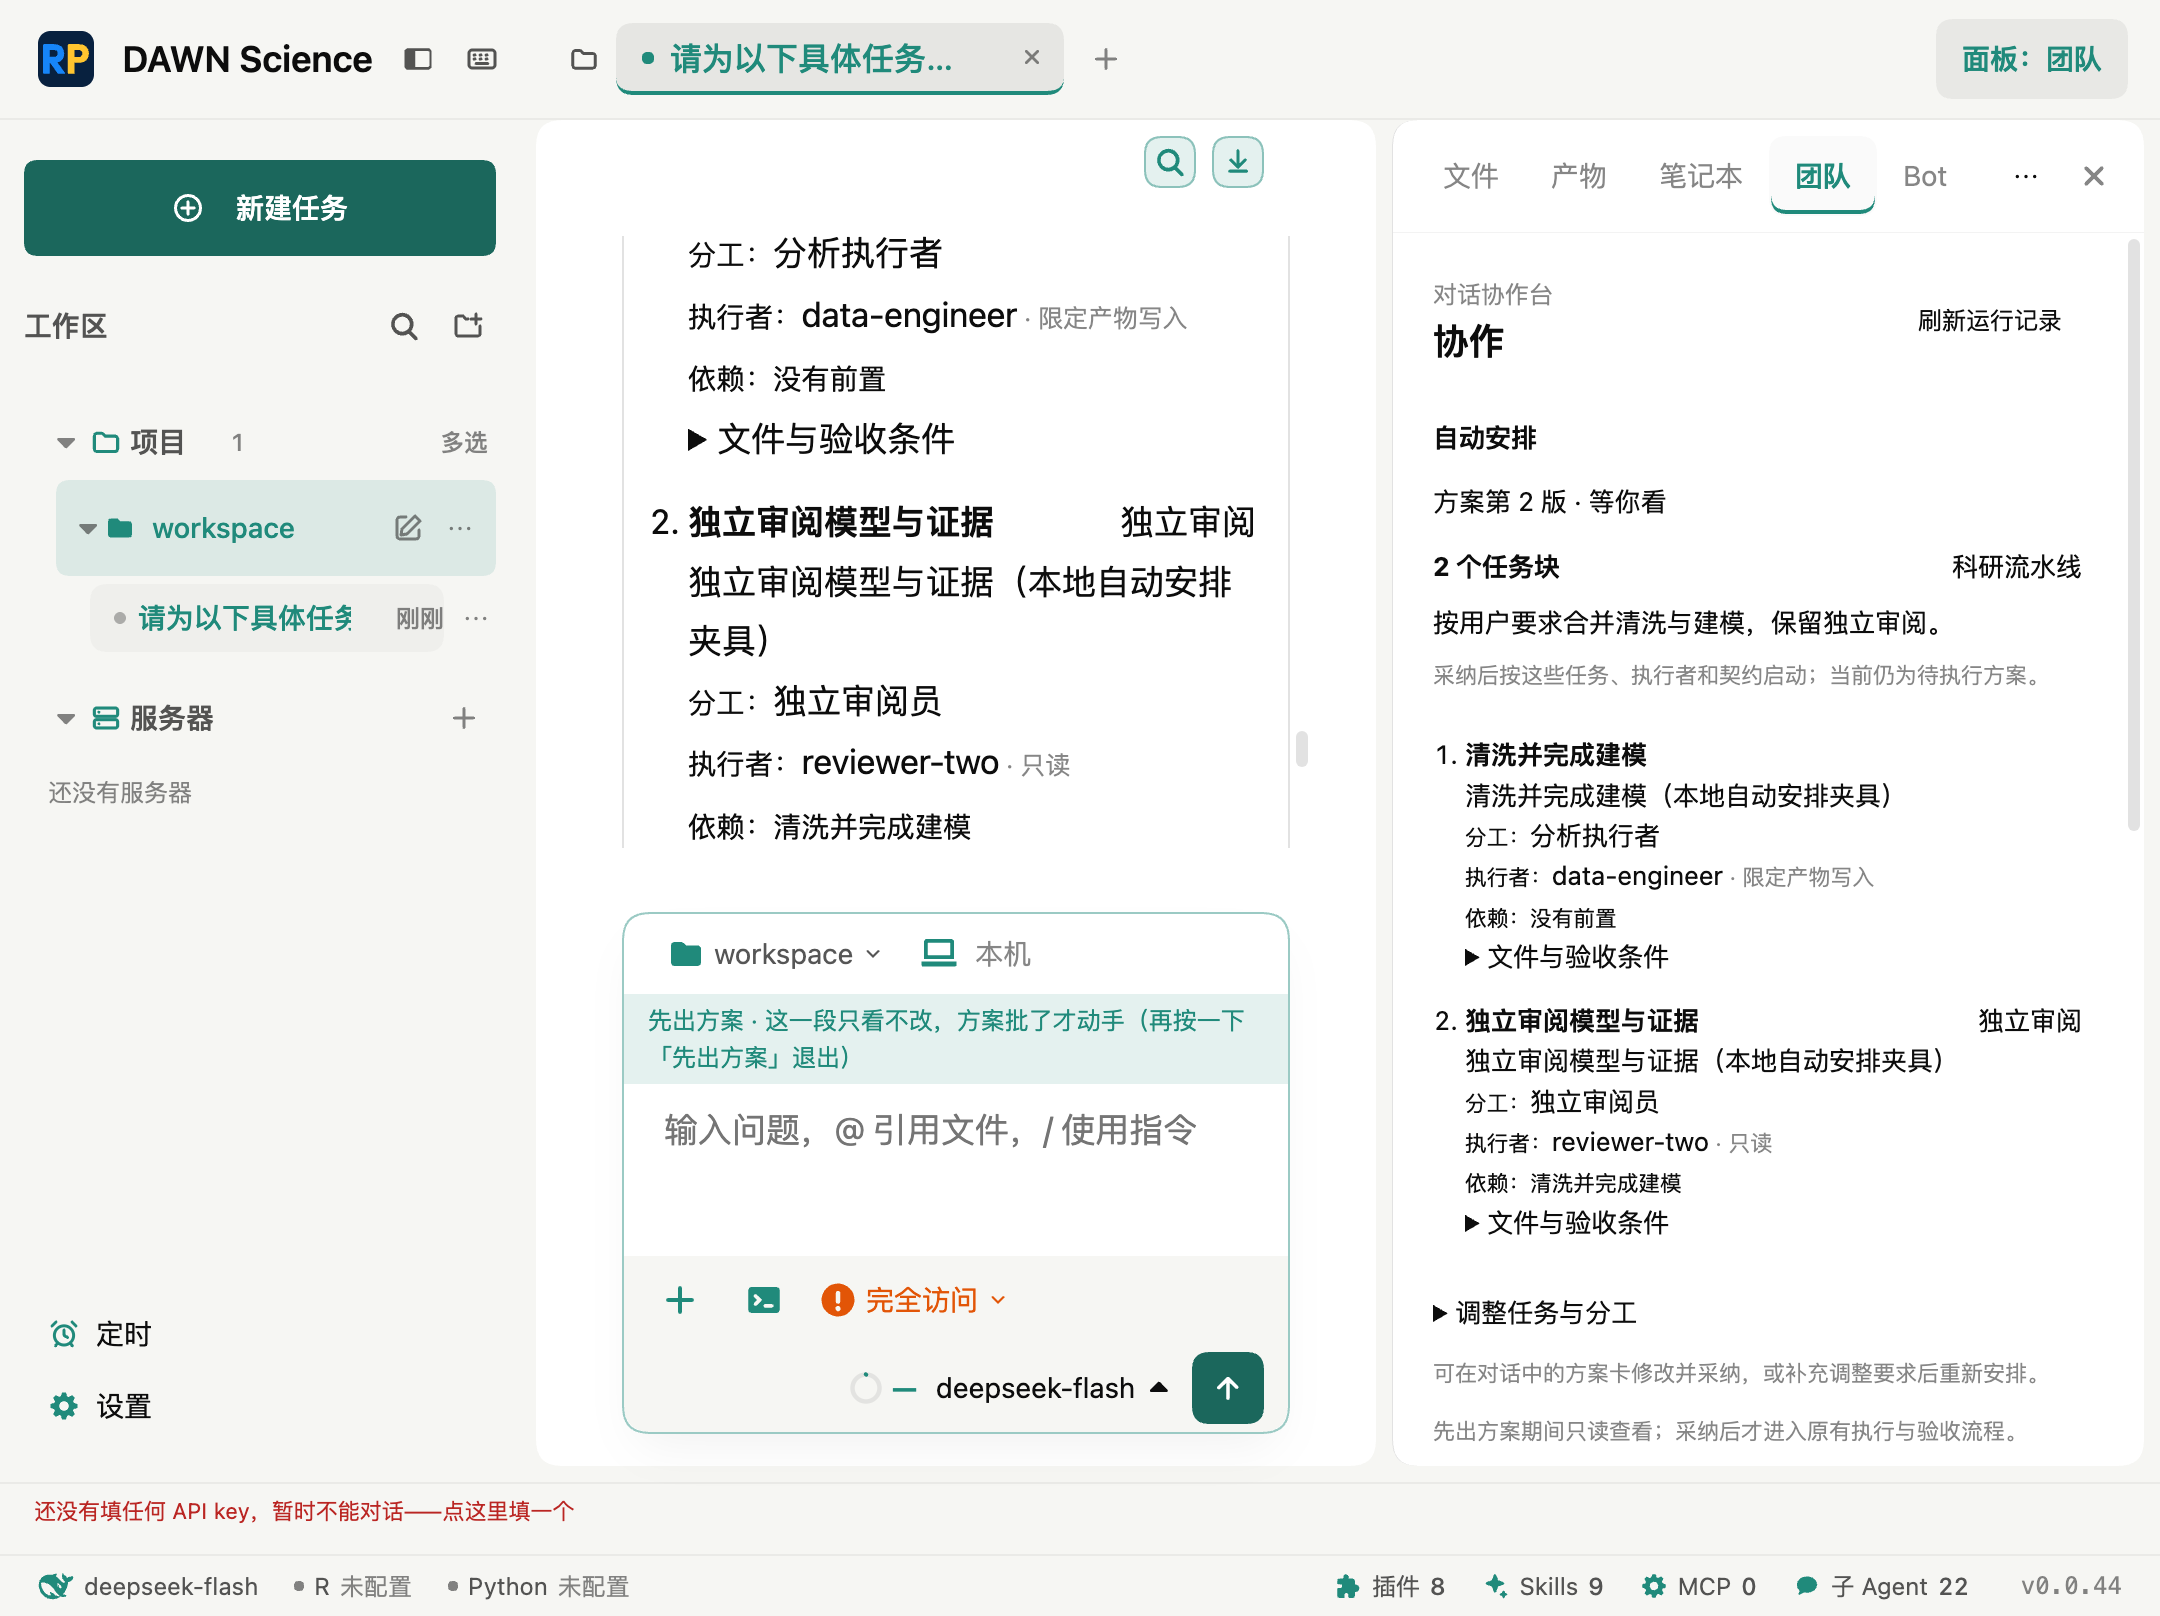 RP
DAWN Science
请为以下具体任务...
面板：团队
新建任务
工作区
项目 1 多选
workspace
请为以下具体任务 刚刚
服务器
还没有服务器
定时
设置
分工：分析执行者
执行者：data-engineer · 限定产物写入
依赖：没有前置
文件与验收条件
2. 独立审阅模型与证据 独立审阅
独立审阅模型与证据（本地自动安排
夹具）
分工：独立审阅员
执行者：reviewer-two · 只读
依赖：清洗并完成建模
workspace 本机
先出方案 · 这一段只看不改，方案批了才动手（再按一下
「先出方案」退出）
输入问题，@ 引用文件，/ 使用指令
完全访问
deepseek-flash
文件 产物 笔记本 团队 Bot
对话协作台
协作
刷新运行记录
自动安排
方案第 2 版 · 等你看
2 个任务块 科研流水线
按用户要求合并清洗与建模，保留独立审阅。
采纳后按这些任务、执行者和契约启动；当前仍为待执行方案。
1. 清洗并完成建模
清洗并完成建模（本地自动安排夹具）
分工：分析执行者
执行者：data-engineer · 限定产物写入
依赖：没有前置
文件与验收条件
2. 独立审阅模型与证据 独立审阅
独立审阅模型与证据（本地自动安排夹具）
分工：独立审阅员
执行者：reviewer-two · 只读
依赖：清洗并完成建模
文件与验收条件
调整任务与分工
可在对话中的方案卡修改并采纳，或补充调整要求后重新安排。
先出方案期间只读查看；采纳后才进入原有执行与验收流程。
还没有填任何 API key，暂时不能对话——点这里填一个
deepseek-flash R 未配置 Python 未配置
插件 8 Skills 9 MCP 0 子 Agent 22 v0.0.44